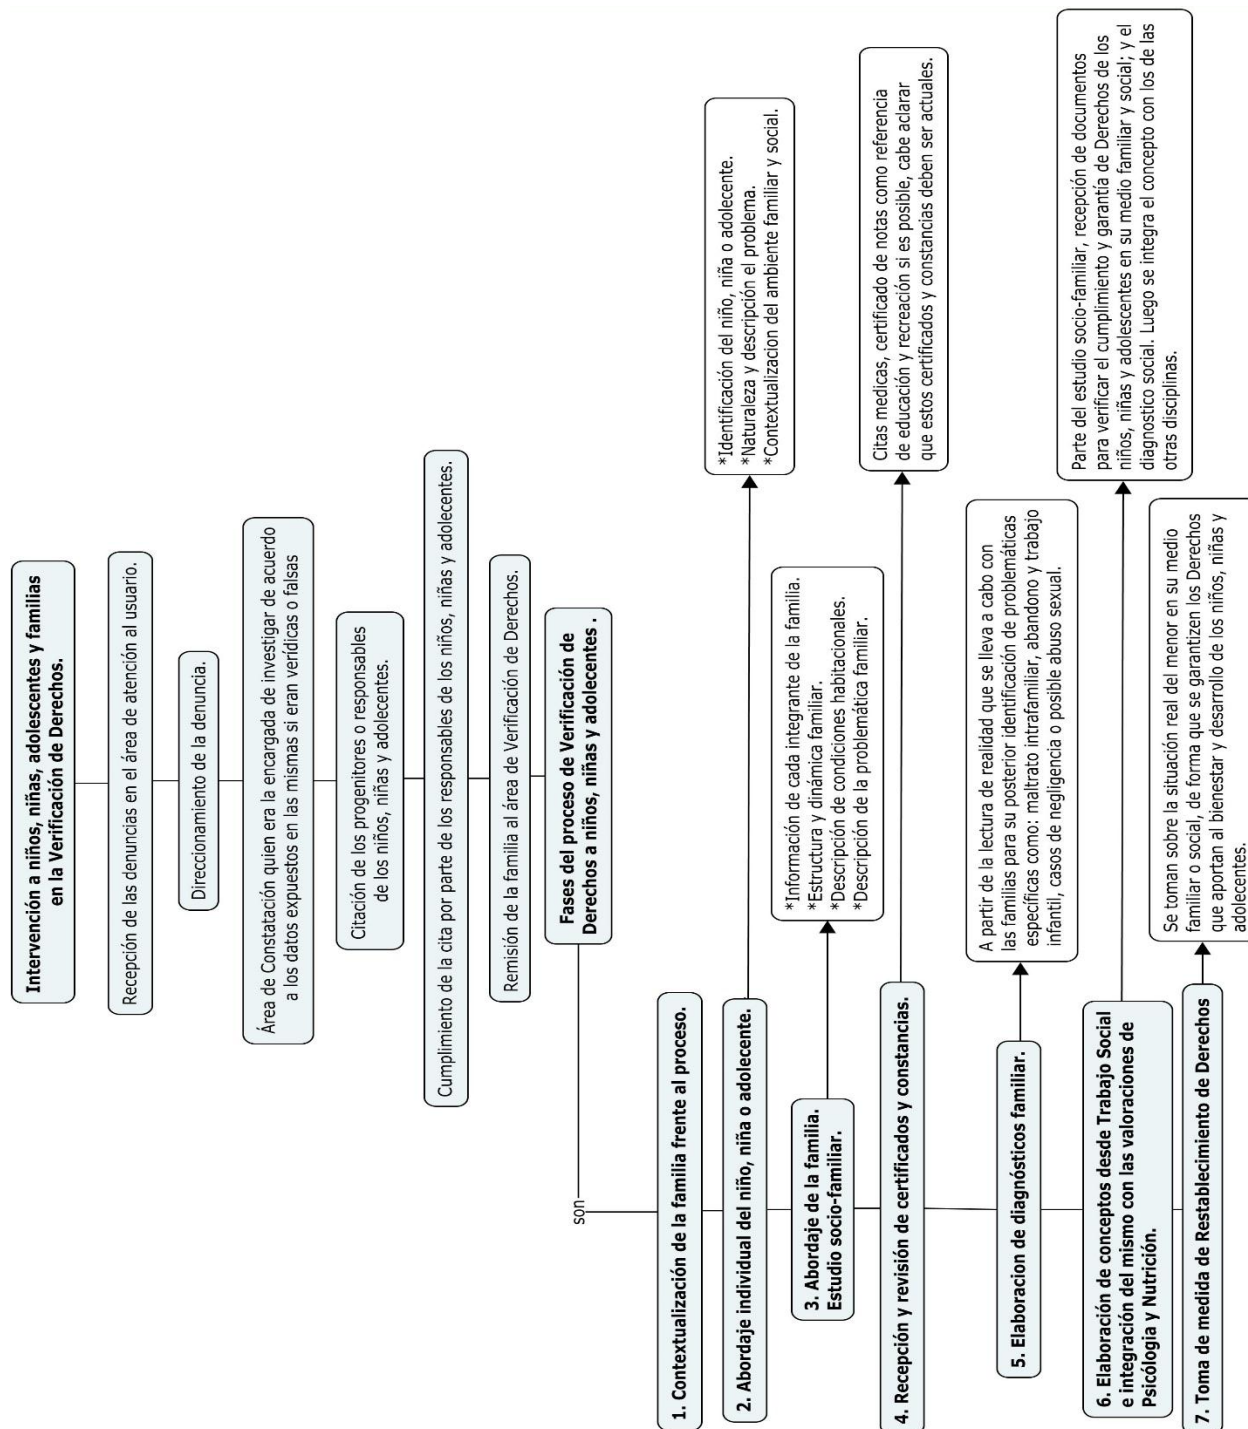 Intervención a niños, niñas, adolescentes y familias
en la Verificación de Derechos.
Recepción de las denuncias en el área de atención al usuario.
Direccionamiento de la denuncia.
Área de Constatación quien era la encargada de investigar de acuerdo
a los datos expuestos en las mismas si eran verídicas o falsas
Citación de los progenitores o responsables
de los niños, niñas y adolecentes.
Cumplimiento de la cita por parte de los responsables de los niños, niñas y adolecentes.
Remisión de la familia al área de Verificación de Derechos.
Fases del proceso de Verificación de
Derechos a niños, niñas y adolecentes .
son
1. Contextualización de la familia frente al proceso.
2. Abordaje individual del niño, niña o adolecente.
*Identificación del niño, niña o adolecente.
*Naturaleza y descripción el problema.
*Contextualizacion del ambiente familiar y social.
3. Abordaje de la familia.
Estudio socio-familiar.
*Información de cada integrante de la familia.
*Estructura y dinámica familiar.
*Descripción de condiciones habitacionales.
*Descripción de la problemática familiar.
4. Recepción y revisión de certificados y constancias.
Citas medicas, certificado de notas como referencia
de educación y recreación si es posible, cabe aclarar
que estos certificados y constancias deben ser actuales.
5. Elaboracion de diagnósticos familiar.
A partir de la lectura de realidad que se lleva a cabo con
las familias para su posterior identificación de problemáticas
específicas como: maltrato intrafamiliar, abandono y trabajo
infantil, casos de negligencia o posible abuso sexual.
6. Elaboración de conceptos desde Trabajo Social
e integración del mismo con las valoraciones de
Psicólogia y Nutrición.
Parte del estudio socio-familiar, recepción de documentos
para verificar el cumplimiento y garantía de Derechos de los
niños, niñas y adolescentes en su medio familiar y social; y el
diagnostico social. Luego se integra el concepto con los de las
otras disciplinas.
7. Toma de medida de Restablecimiento de Derechos
Se toman sobre la situación real del menor en su medio
familiar o social, de forma que se garantizen los Derechos
que aportan al bienestar y desarrollo de los niños, niñas y
adolecentes.